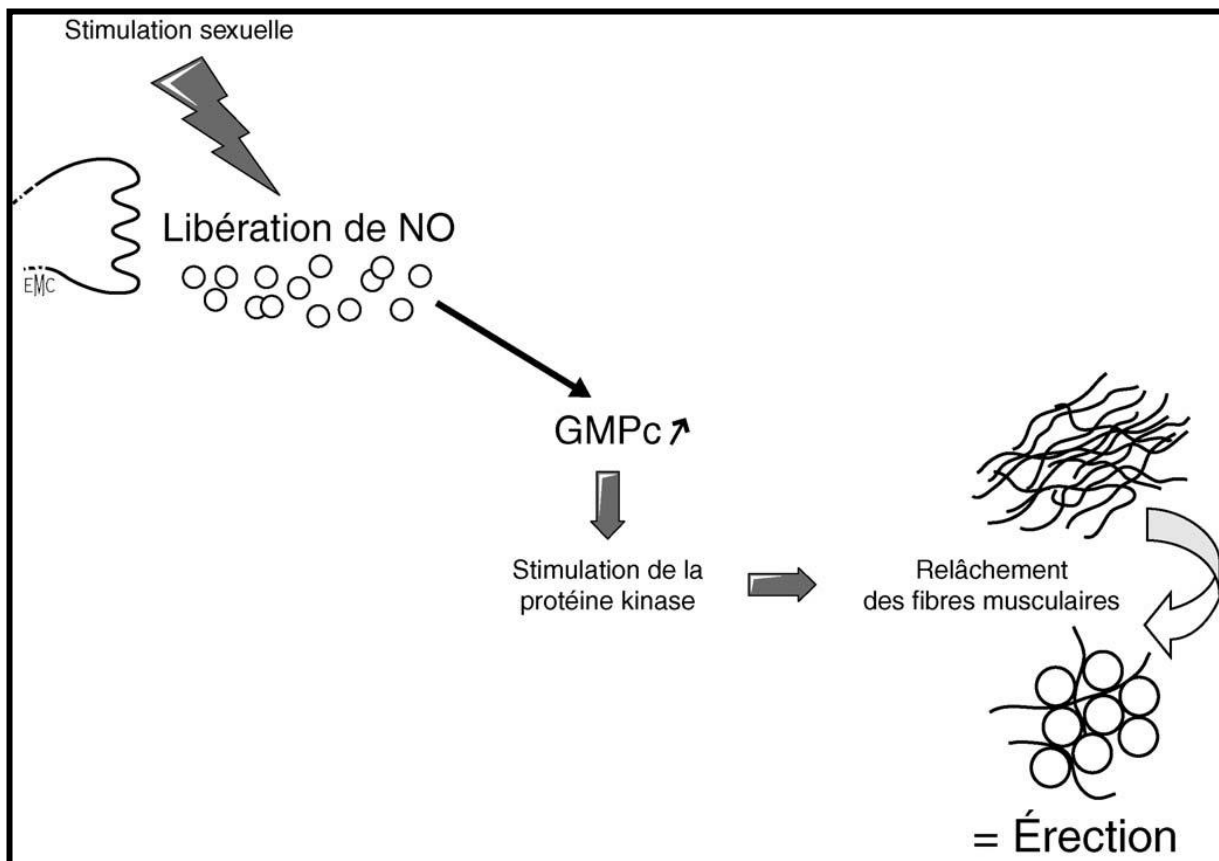 Stimulation sexuelle
Libération de NO
EMC
GMPc ↗
Stimulation de la
protéine kinase
Relâchement
des fibres musculaires
= Érection